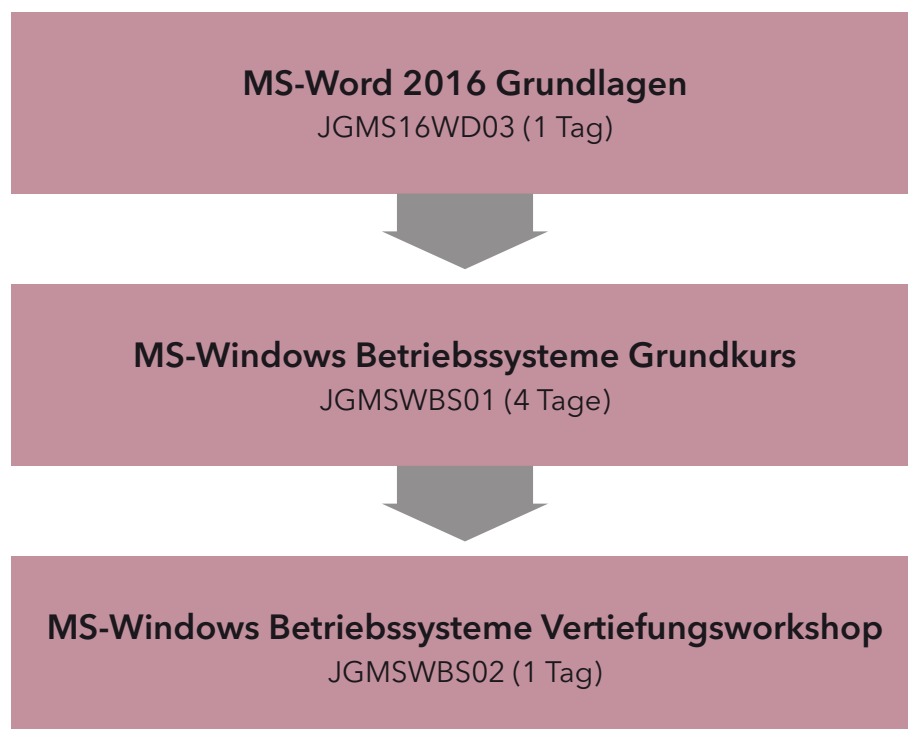 MS-Word 2016 Grundlagen
JGMS16WD03 (1 Tag)
MS-Windows Betriebssysteme Grundkurs
JGMSWBS01 (4 Tage)
MS-Windows Betriebssysteme Vertiefungsworkshop
JGMSWBS02 (1 Tag)